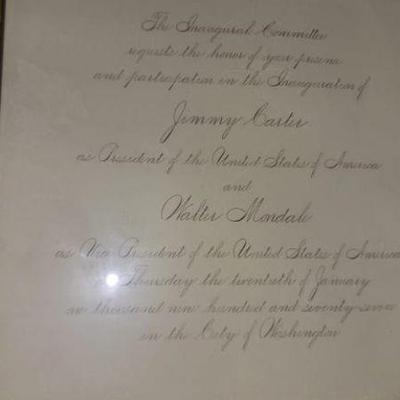 The Inaugural Committee
requests the honor of your presence
and participation in the Inauguration of
Jimmy Carter
as President of the United States of America
and
Walter Mondale
as Vice President of the United States of America
Thursday the twentieth of January
one thousand nine hundred and seventy-seven
in the City of Washington